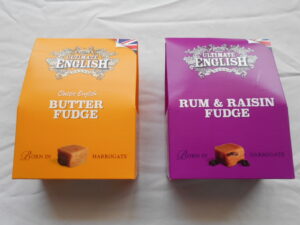 ULTIMATE
ENGLISH
Classic English
BUTTER
FUDGE
BORN IN HARROGATE
ULTIMATE
ENGLISH
RUM & RAISIN
FUDGE
BORN IN HARROGATE